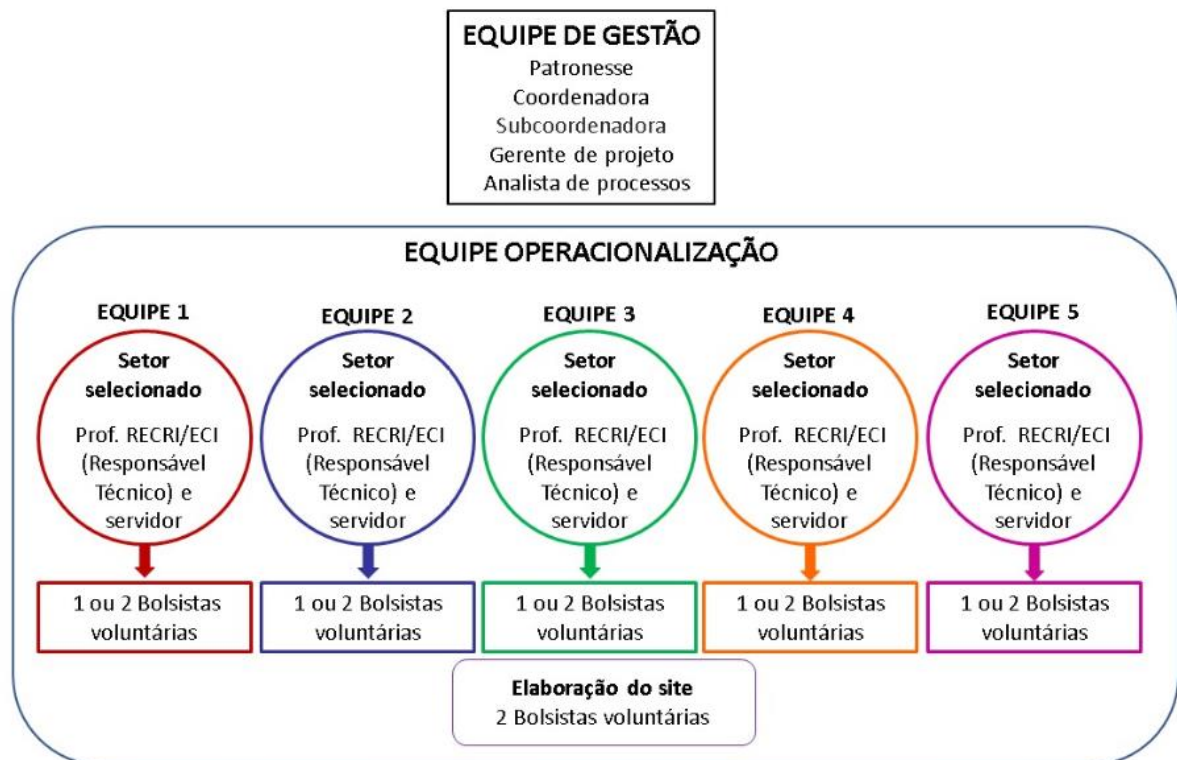 EQUIPE DE GESTÃO
Patronesse
Coordenadora
Subcoordenadora
Gerente de projeto
Analista de processos
EQUIPE OPERACIONALIZAÇÃO
EQUIPE 1
Setor
selecionado
Prof. RECRI/ECI
(Responsável
Técnico) e
servidor
1 ou 2 Bolsistas
voluntárias
EQUIPE 2
Setor
selecionado
Prof. RECRI/ECI
(Responsável
Técnico) e
servidor
1 ou 2 Bolsistas
voluntárias
EQUIPE 3
Setor
selecionado
Prof. RECRI/ECI
(Responsável
Técnico) e
servidor
1 ou 2 Bolsistas
voluntárias
EQUIPE 4
Setor
selecionado
Prof. RECRI/ECI
(Responsável
Técnico) e
servidor
1 ou 2 Bolsistas
voluntárias
EQUIPE 5
Setor
selecionado
Prof. RECRI/ECI
(Responsável
Técnico) e
servidor
1 ou 2 Bolsistas
voluntárias
Elaboração do site
2 Bolsistas voluntárias